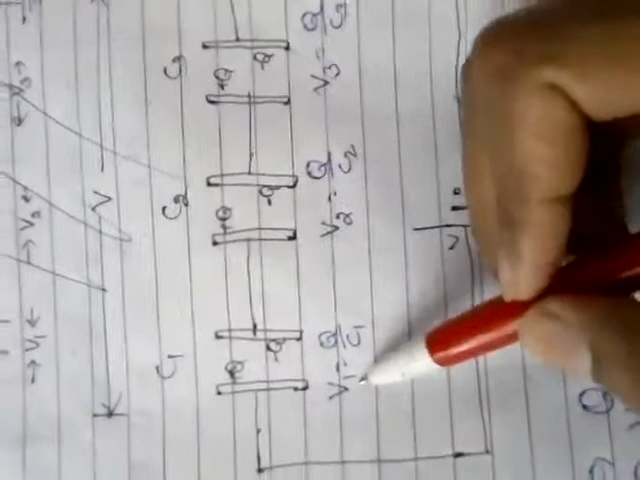 →V₁← →V₂← ←V₃→
V
C₁ C₂ C₃
+Q -Q +Q -Q +Q -Q
V₁ = Q/C₁ V₂ = Q/C₂ V₃ = Q/C₃
V
Q